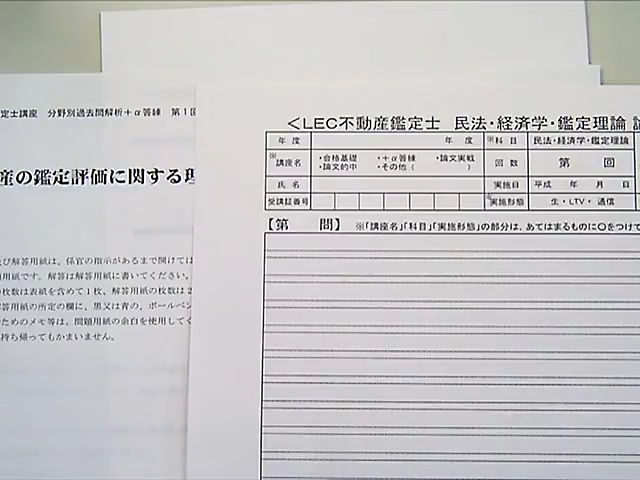 定士講座 分野別過去問解析+α答練 第1回
産の鑑定評価に関する理
び解答用紙は、係官の指示があるまで開けては
用紙です。解答は解答用紙に書いてください。
枚数は表紙を含めて1枚、解答用紙の枚数は2
答用紙の所定の欄に、黒又は青の、ボールペン
ためのメモ等は、問題用紙の余白を使用してく
持ち帰ってもかまいません。
<LEC不動産鑑定士 民法・経済学・鑑定理論
年度 年度 ※科目 民法・経済学・鑑定理論
※講座名 ・合格基礎 ・+α答練 ・論文実戦
・論文的中 ・その他( )
回数 第 回
氏名 実施日 平成 年 月 日
受講証番号 ※実施形態 生・LTV・通信
【第 問】 ※「講座名」「科目」「実施形態」の部分は、あてはまるものに○をつけて